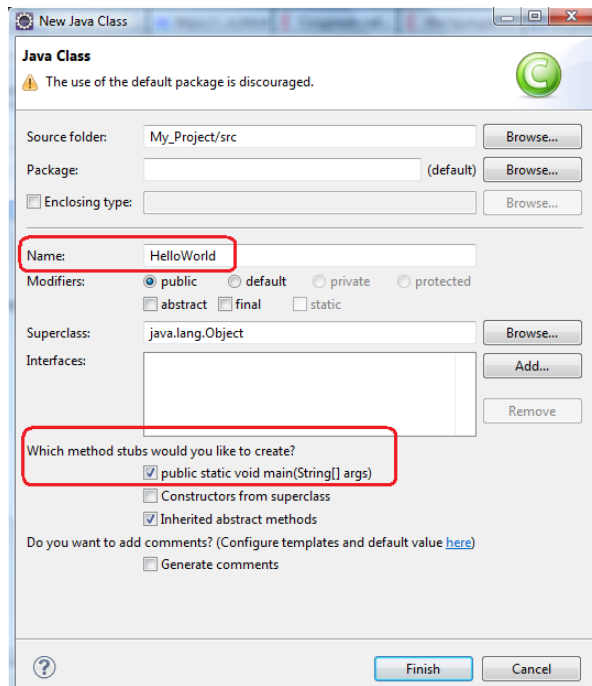 New Java Class
Java Class
The use of the default package is discouraged.
Source folder: My_Project/src Browse...
Package: (default) Browse...
Enclosing type: Browse...
Name: HelloWorld
Modifiers: public default private protected
abstract final static
Superclass: java.lang.Object Browse...
Interfaces: Add...
Remove
Which method stubs would you like to create?
public static void main(String[] args)
Constructors from superclass
Inherited abstract methods
Do you want to add comments? (Configure templates and default value here)
Generate comments
? Finish Cancel